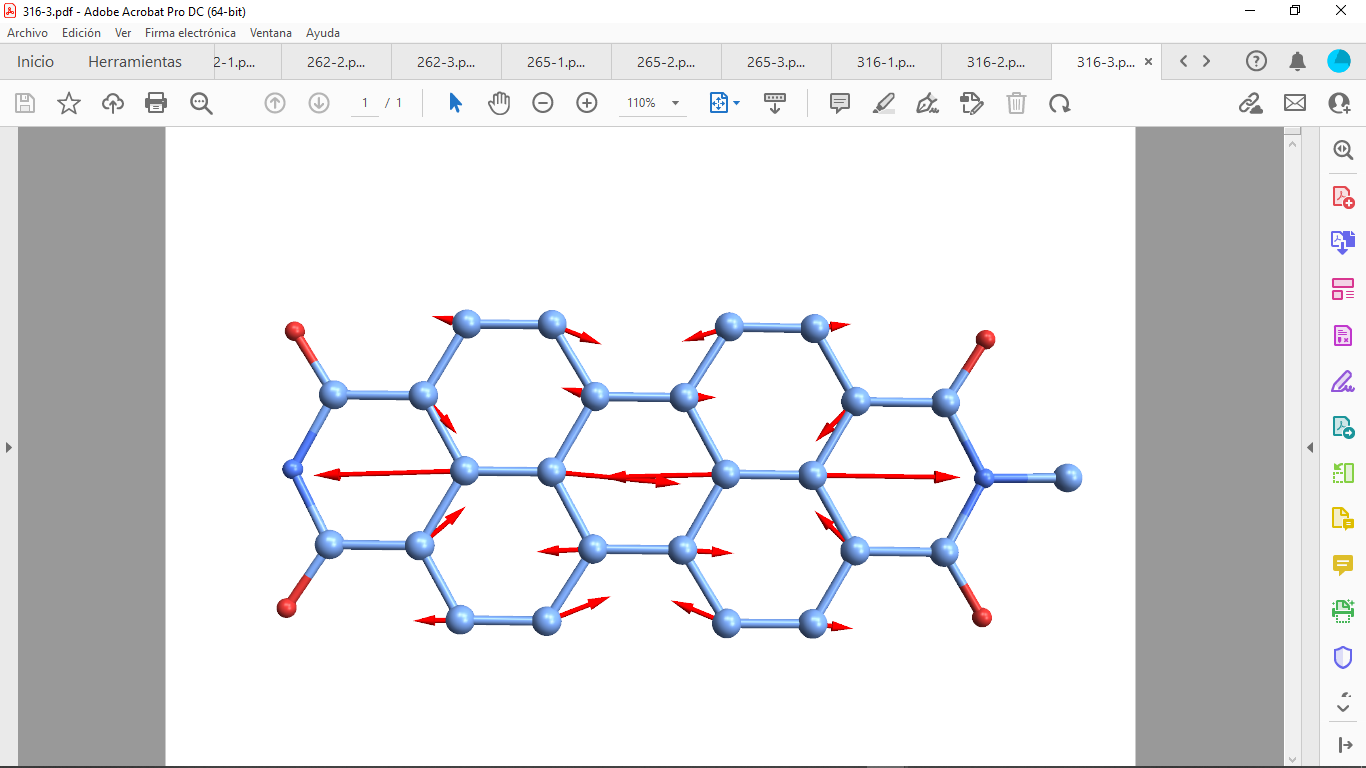 316-3.pdf - Adobe Acrobat Pro DC (64-bit)
Archivo Edición Ver Firma electrónica Ventana Ayuda
Inicio Herramientas 2-1.p... 262-2.p... 262-3.p... 265-1.p... 265-2.p... 265-3.p... 316-1.p... 316-2.p... 316-3.p... ×
1 / 1 110%